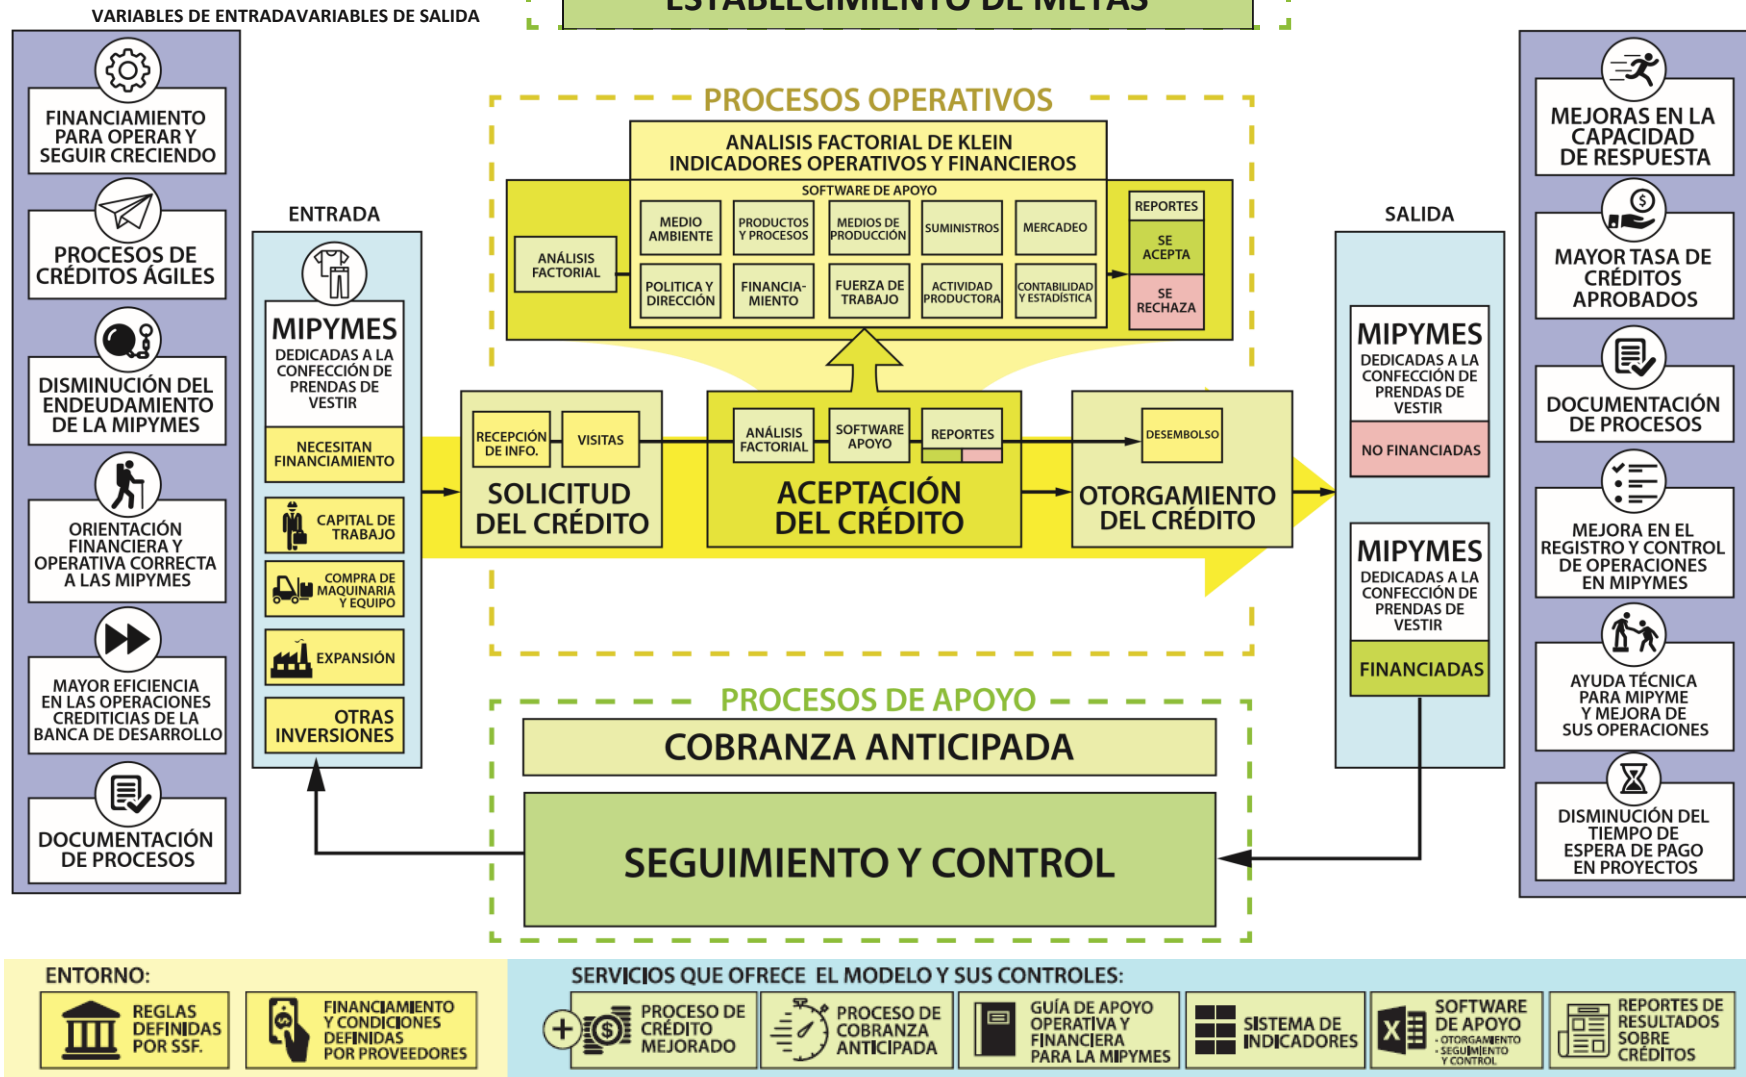 ESTABLECIMIENTO DE METAS
VARIABLES DE ENTRADAVARIABLES DE SALIDA
FINANCIAMIENTO
PARA OPERAR Y
SEGUIR CRECIENDO
PROCESOS DE
CRÉDITOS ÁGILES
DISMINUCIÓN DEL
ENDEUDAMIENTO
DE LA MIPYMES
ORIENTACIÓN
FINANCIERA Y
OPERATIVA CORRECTA
A LAS MIPYMES
MAYOR EFICIENCIA
EN LAS OPERACIONES
CREDITICIAS DE LA
BANCA DE DESARROLLO
DOCUMENTACIÓN
DE PROCESOS
ENTRADA
MIPYMES
DEDICADAS A LA
CONFECCIÓN DE
PRENDAS DE
VESTIR
NECESITAN
FINANCIAMIENTO
CAPITAL DE
TRABAJO
COMPRA DE
MAQUINARIA
Y EQUIPO
EXPANSIÓN
OTRAS
INVERSIONES
PROCESOS OPERATIVOS
ANALISIS FACTORIAL DE KLEIN
INDICADORES OPERATIVOS Y FINANCIEROS
SOFTWARE DE APOYO
ANÁLISIS
FACTORIAL
MEDIO
AMBIENTE
PRODUCTOS
Y PROCESOS
MEDIOS DE
PRODUCCIÓN
SUMINISTROS
MERCADEO
POLITICA Y
DIRECCIÓN
FINANCIA-
MIENTO
FUERZA DE
TRABAJO
ACTIVIDAD
PRODUCTORA
CONTABILIDAD
Y ESTADÍSTICA
REPORTES
SE
ACEPTA
SE
RECHAZA
RECEPCIÓN
DE INFO.
VISITAS
SOLICITUD
DEL CRÉDITO
ANÁLISIS
FACTORIAL
SOFTWARE
APOYO
REPORTES
ACEPTACIÓN
DEL CRÉDITO
DESEMBOLSO
OTORGAMIENTO
DEL CRÉDITO
PROCESOS DE APOYO
COBRANZA ANTICIPADA
SEGUIMIENTO Y CONTROL
SALIDA
MIPYMES
DEDICADAS A LA
CONFECCIÓN DE
PRENDAS DE
VESTIR
NO FINANCIADAS
MIPYMES
DEDICADAS A LA
CONFECCIÓN DE
PRENDAS DE
VESTIR
FINANCIADAS
MEJORAS EN LA
CAPACIDAD
DE RESPUESTA
$
MAYOR TASA DE
CRÉDITOS
APROBADOS
DOCUMENTACIÓN
DE PROCESOS
MEJORA EN EL
REGISTRO Y CONTROL
DE OPERACIONES
EN MIPYMES
AYUDA TÉCNICA
PARA MIPYME
Y MEJORA DE
SUS OPERACIONES
DISMINUCIÓN DEL
TIEMPO DE
ESPERA DE PAGO
EN PROYECTOS
ENTORNO:
REGLAS
DEFINIDAS
POR SSF.
$
FINANCIAMIENTO
Y CONDICIONES
DEFINIDAS
POR PROVEEDORES
SERVICIOS QUE OFRECE EL MODELO Y SUS CONTROLES:
+
$
PROCESO DE
CRÉDITO
MEJORADO
PROCESO DE
COBRANZA
ANTICIPADA
GUÍA DE APOYO
OPERATIVA Y
FINANCIERA
PARA LA MIPYMES
SISTEMA DE
INDICADORES
X
SOFTWARE
DE APOYO
- OTORGAMIENTO
- SEGUIMIENTO
Y CONTROL
REPORTES DE
RESULTADOS
SOBRE
CRÉDITOS